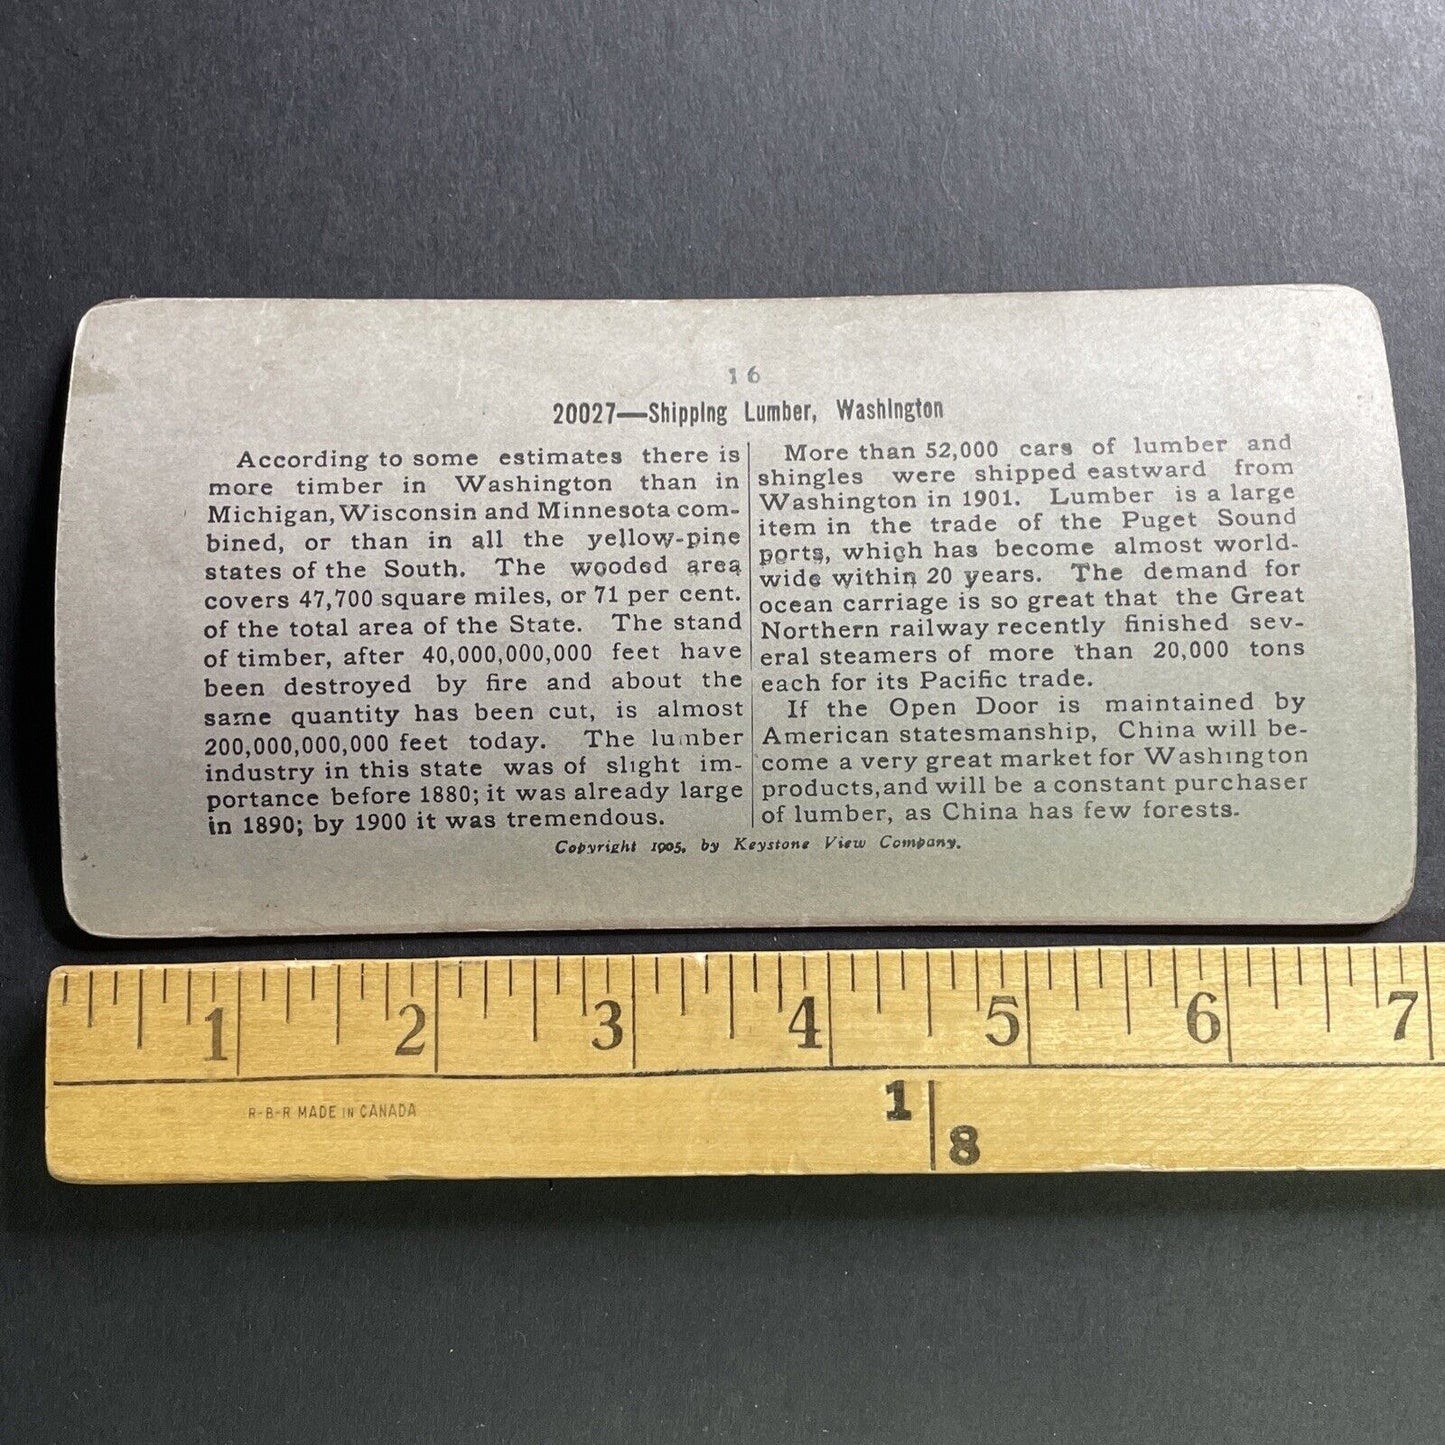 16
20027—Shipping Lumber, Washington
According to some estimates there is
more timber in Washington than in
Michigan, Wisconsin and Minnesota com-
bined, or than in all the yellow-pine
states of the South. The wooded area
covers 47,700 square miles, or 71 per cent.
of the total area of the State. The stand
of timber, after 40,000,000,000 feet have
been destroyed by fire and about the
same quantity has been cut, is almost
200,000,000,000 feet today. The lumber
industry in this state was of slight im-
portance before 1880; it was already large
in 1890; by 1900 it was tremendous.
More than 52,000 cars of lumber and
shingles were shipped eastward from
Washington in 1901. Lumber is a large
item in the trade of the Puget Sound
ports, which has become almost world-
wide within 20 years. The demand for
ocean carriage is so great that the Great
Northern railway recently finished sev-
eral steamers of more than 20,000 tons
each for its Pacific trade.
If the Open Door is maintained by
American statesmanship, China will be-
come a very great market for Washington
products, and will be a constant purchaser
of lumber, as China has few forests.
Copyright 1905, by Keystone View Company.
1 2 3 4 5 6 7
R-B-R MADE IN CANADA
1
8